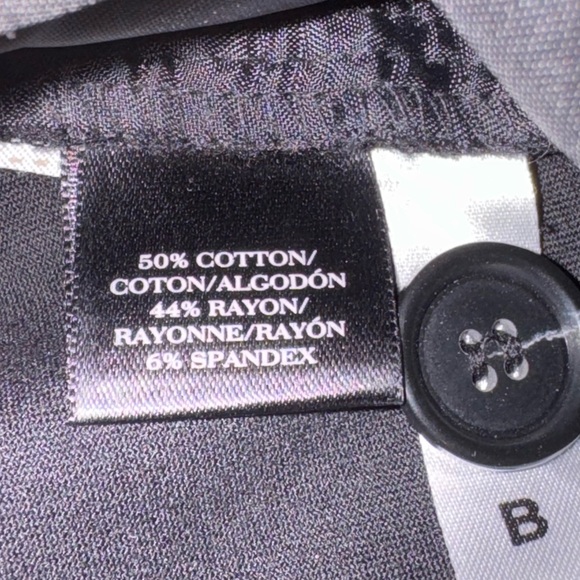 50% COTTON/
COTON/ALGODÓN
44% RAYON/
RAYONNE/RAYÓN
6% SPANDEX
B